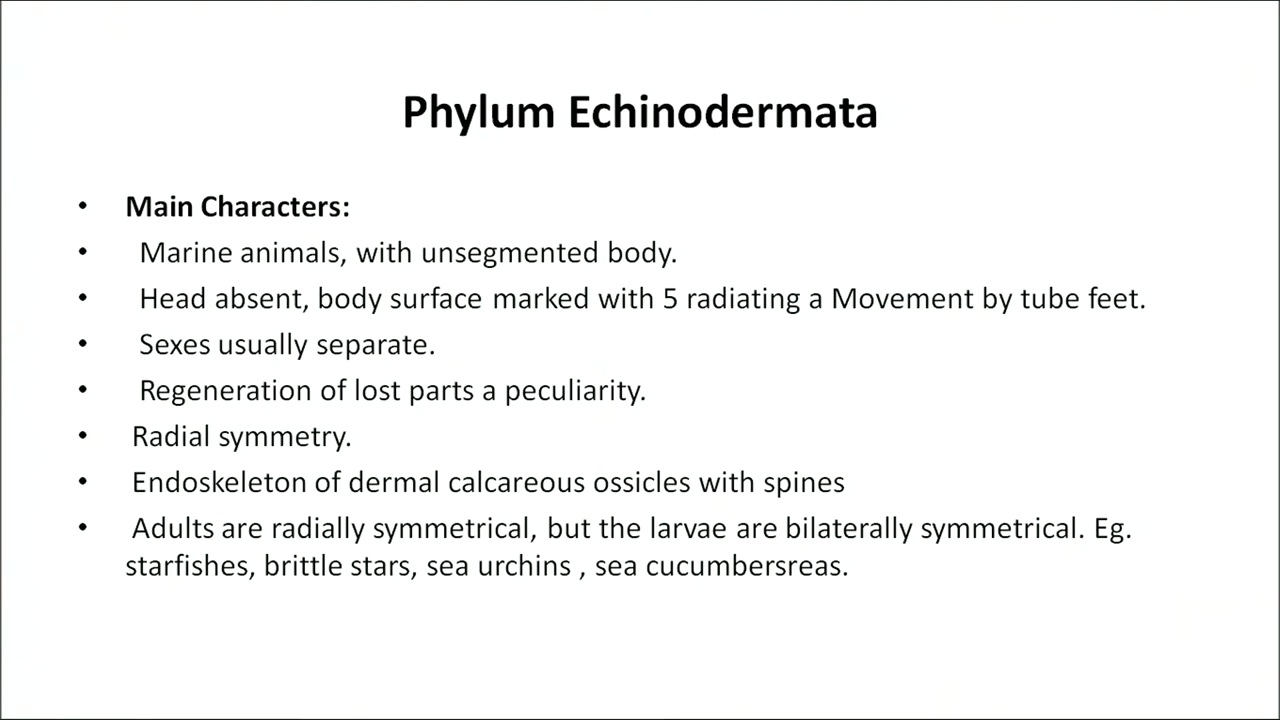 Phylum Echinodermata
• Main Characters:
• Marine animals, with unsegmented body.
• Head absent, body surface marked with 5 radiating a Movement by tube feet.
• Sexes usually separate.
• Regeneration of lost parts a peculiarity.
• Radial symmetry.
• Endoskeleton of dermal calcareous ossicles with spines
• Adults are radially symmetrical, but the larvae are bilaterally symmetrical. Eg.
starfishes, brittle stars, sea urchins , sea cucumbersreas.